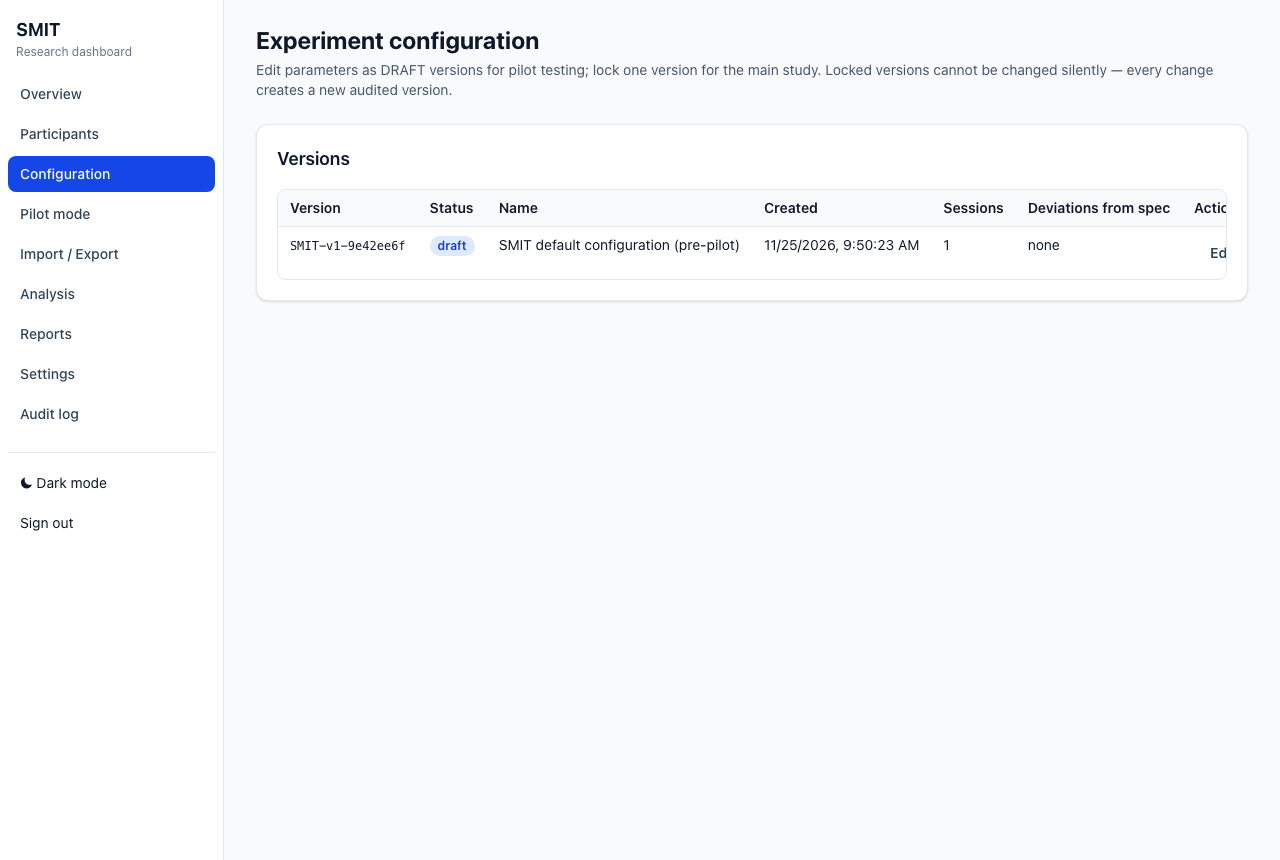 SMIT
Research dashboard
Overview
Participants
Configuration
Pilot mode
Import / Export
Analysis
Reports
Settings
Audit log
Dark mode
Sign out
Experiment configuration
Edit parameters as DRAFT versions for pilot testing; lock one version for the main study. Locked versions cannot be changed silently — every change
creates a new audited version.
Versions
Version Status Name Created Sessions Deviations from spec Actic
SMIT-v1-9e42ee6f draft SMIT default configuration (pre-pilot) 11/25/2026, 9:50:23 AM 1 none Ed